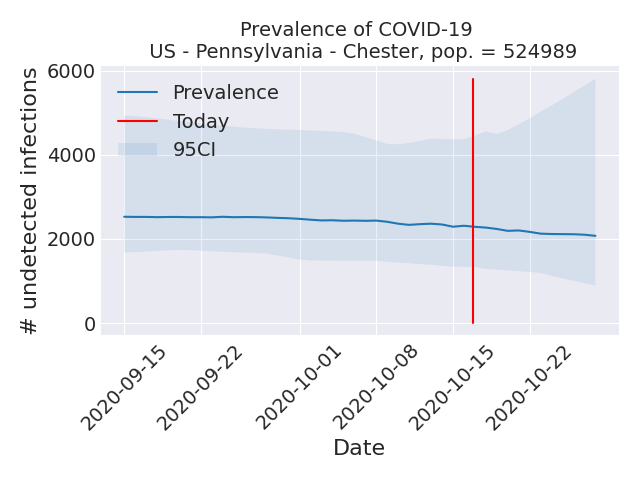 Prevalence of COVID-19
US - Pennsylvania - Chester, pop. = 524989
# undetected infections
6000
4000
2000
0
Prevalence
Today
95CI
2020-09-15
2020-09-22
2020-10-01
2020-10-08
2020-10-15
2020-10-22
Date